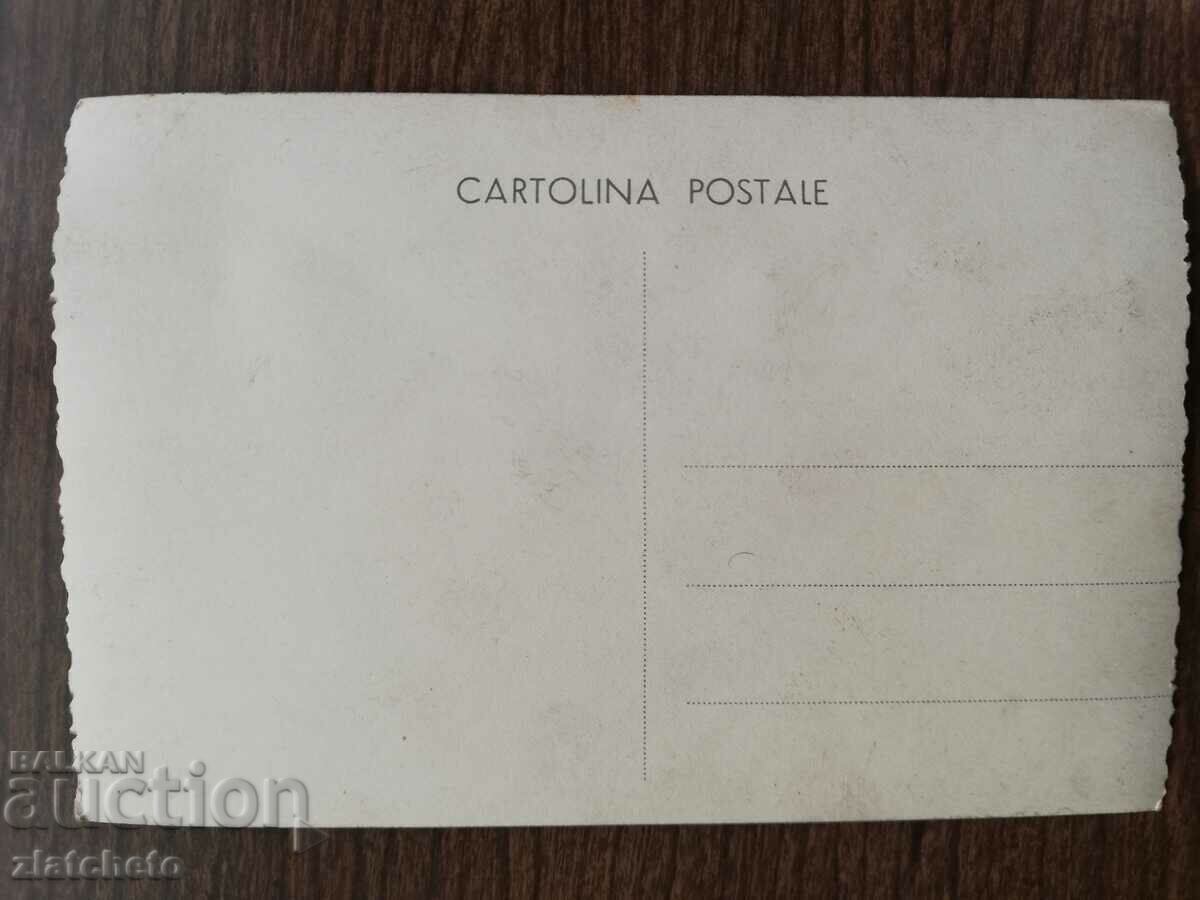 CARTOLINA POSTALE
BALKAN
auction
zlatcheto